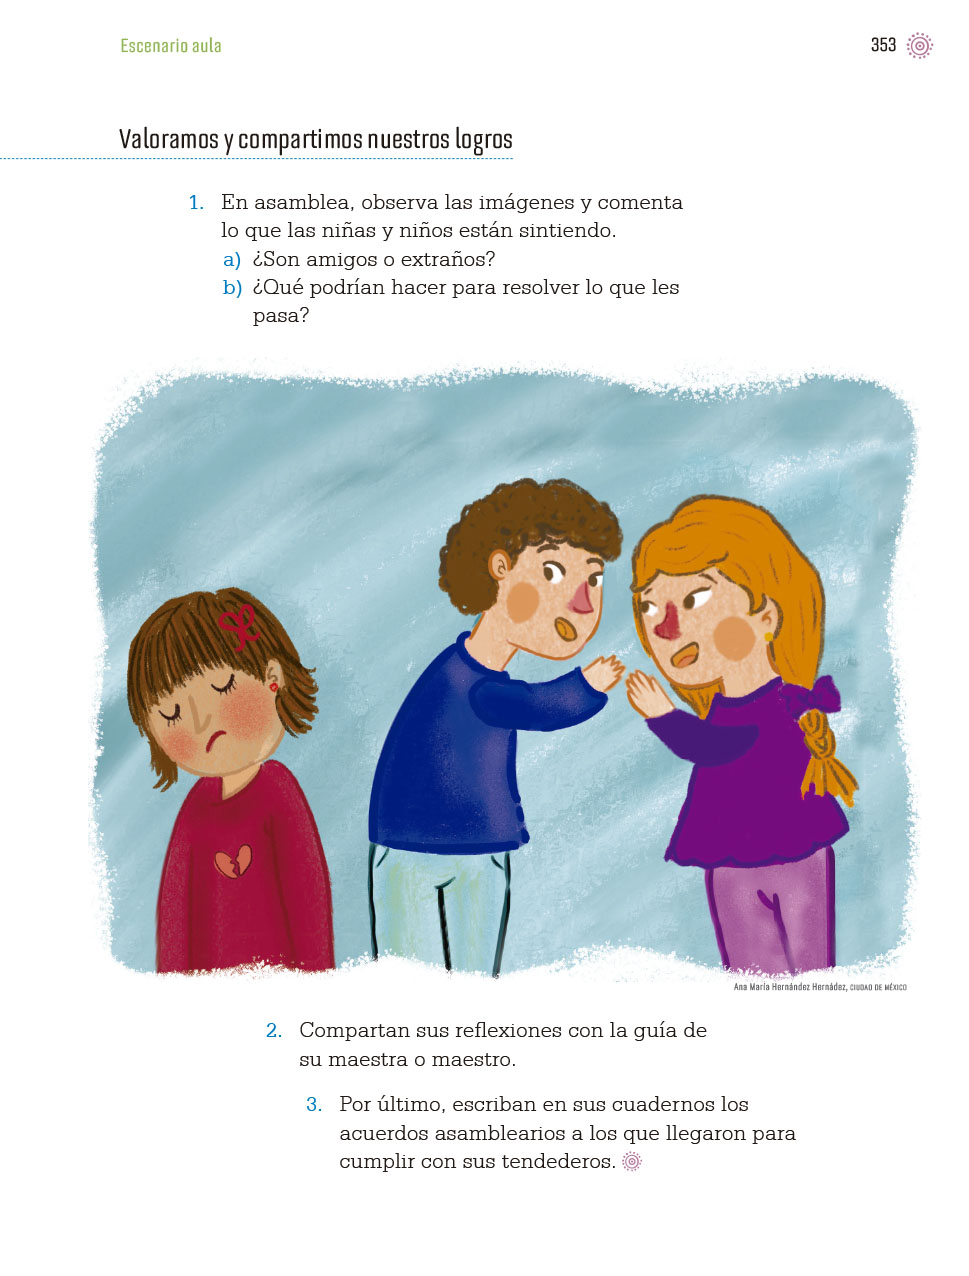 Escenario aula
353
Valoramos y compartimos nuestros logros
1. En asamblea, observa las imágenes y comenta
lo que las niñas y niños están sintiendo.
a) ¿Son amigos o extraños?
b) ¿Qué podrían hacer para resolver lo que les
pasa?
Ana María Hernández Hernádez, CIUDAD DE MÉXICO
2. Compartan sus reflexiones con la guía de
su maestra o maestro.
3. Por último, escriban en sus cuadernos los
acuerdos asamblearios a los que llegaron para
cumplir con sus tendederos.